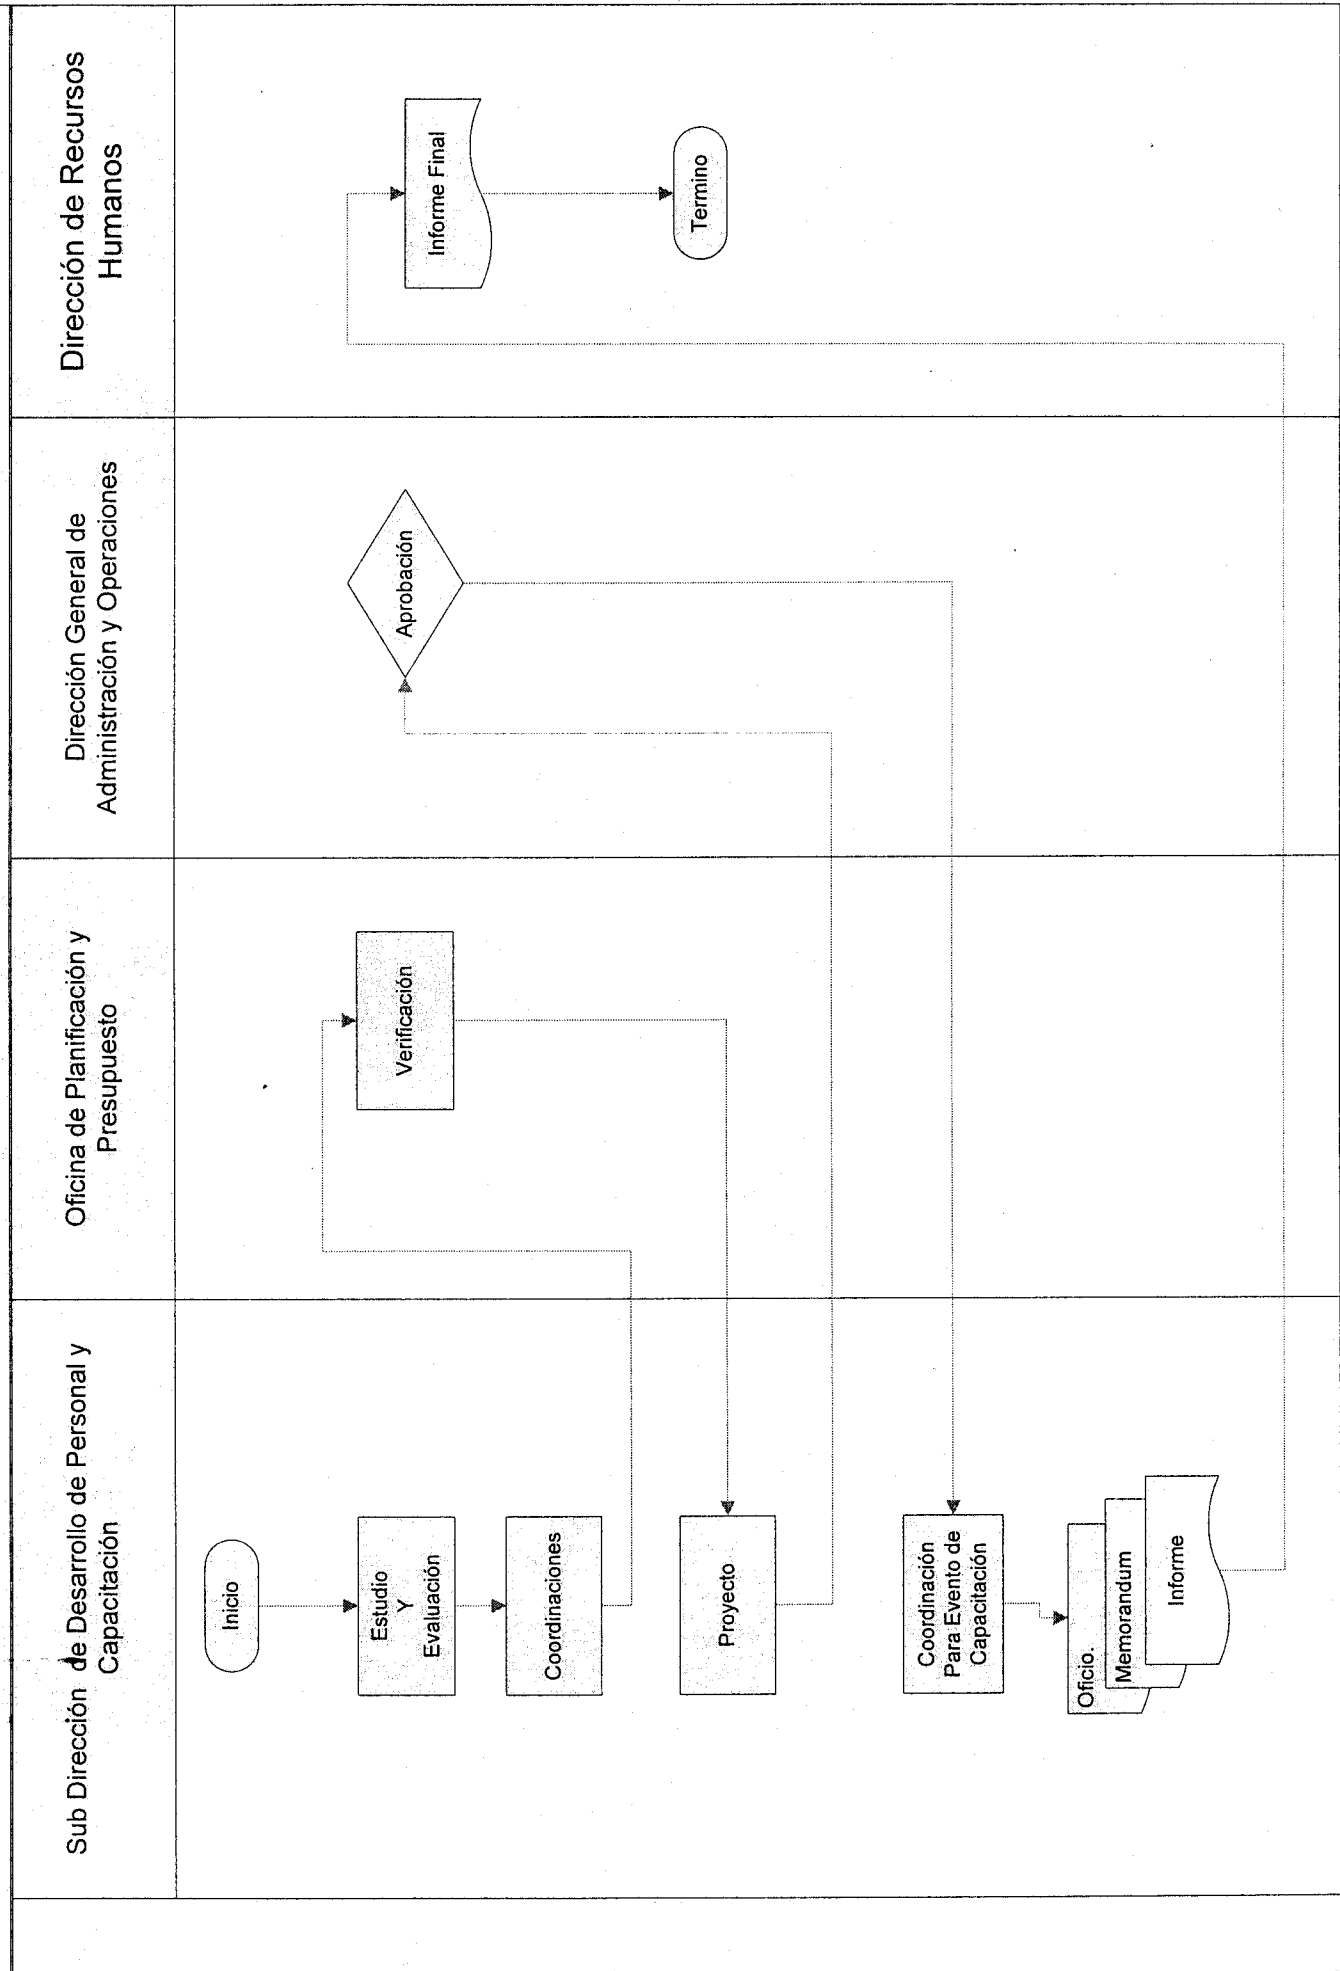 Sub Dirección de Desarrollo de Personal y
Capacitación
Oficina de Planificación y
Presupuesto
Dirección General de
Administración y Operaciones
Dirección de Recursos
Humanos
Inicio
Estudio
Y
Evaluación
Coordinaciones
Verificación
Proyecto
Aprobación
Coordinación
Para Evento de
Capacitación
Oficio.
Memorandum
Informe
Informe Final
Termino